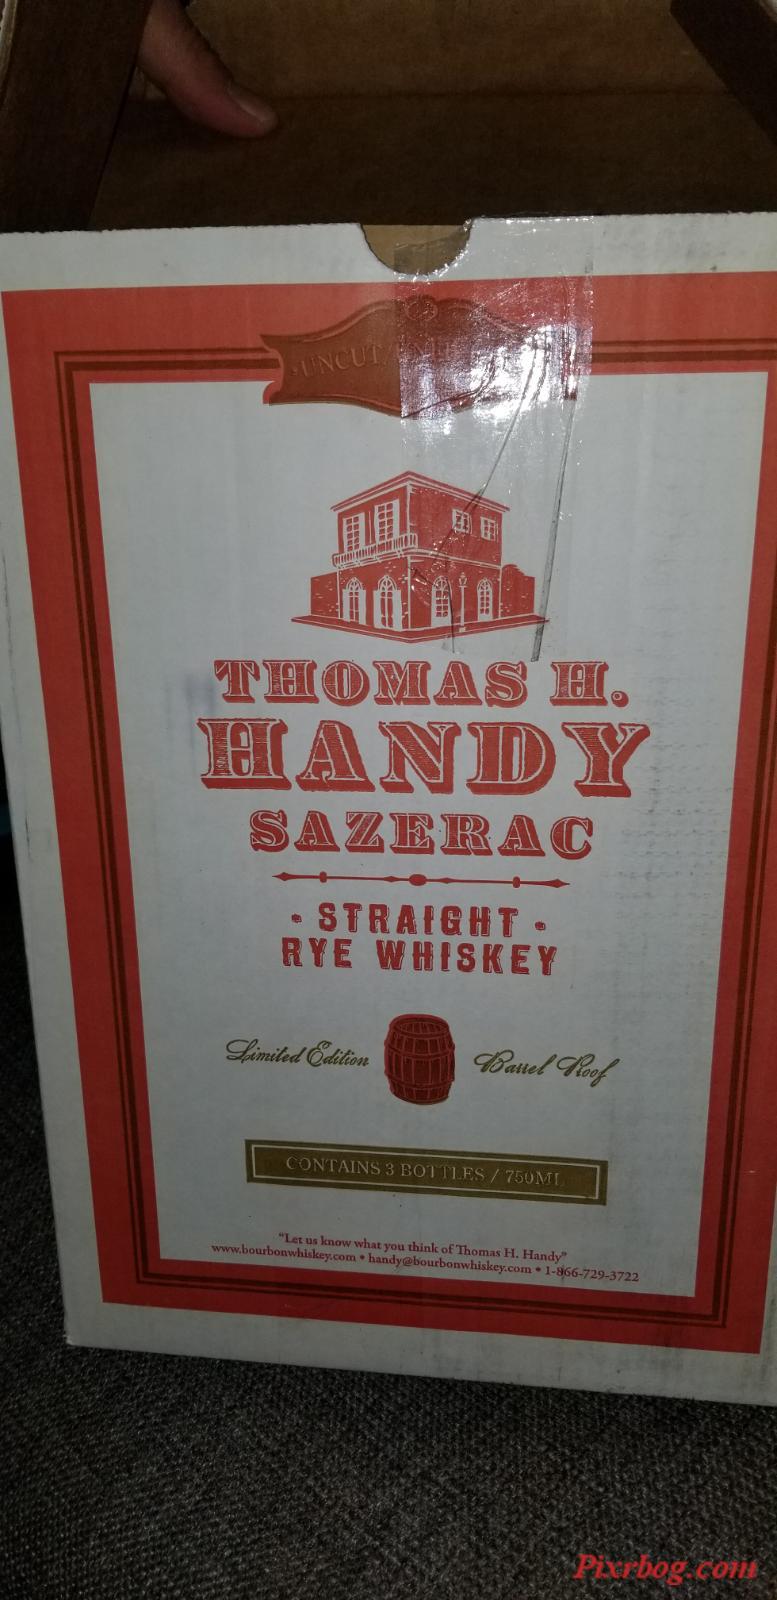 UNCUT
THOMAS H.
HANDY
SAZERAC
• STRAIGHT •
RYE WHISKEY
Limited Edition Barrel Proof
CONTAINS 3 BOTTLES / 750ML
“Let us know what you think of Thomas H. Handy”
www.bourbonwhiskey.com • handy@bourbonwhiskey.com • 1-866-729-3722
Pixrbog.com